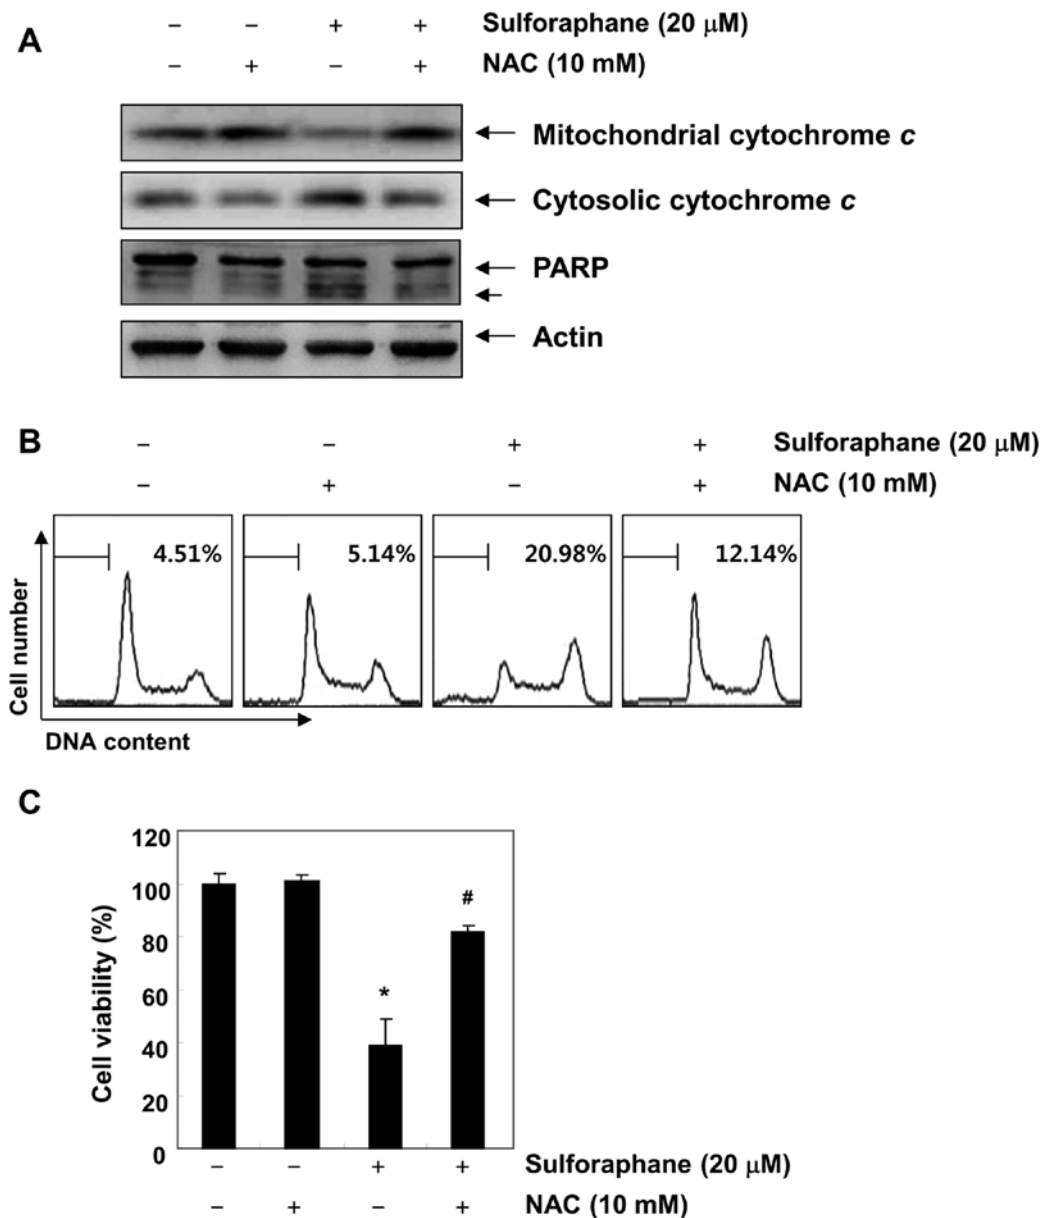 A
– – + + Sulforaphane (20 μM)
– + – + NAC (10 mM)
Mitochondrial cytochrome c
Cytosolic cytochrome c
PARP
Actin
B
– – + + Sulforaphane (20 μM)
– + – + NAC (10 mM)
4.51% 5.14% 20.98% 12.14%
Cell number
DNA content
C
120
100
80
60
40
20
0
Cell viability (%)
*
#
– – + + Sulforaphane (20 μM)
– + – + NAC (10 mM)